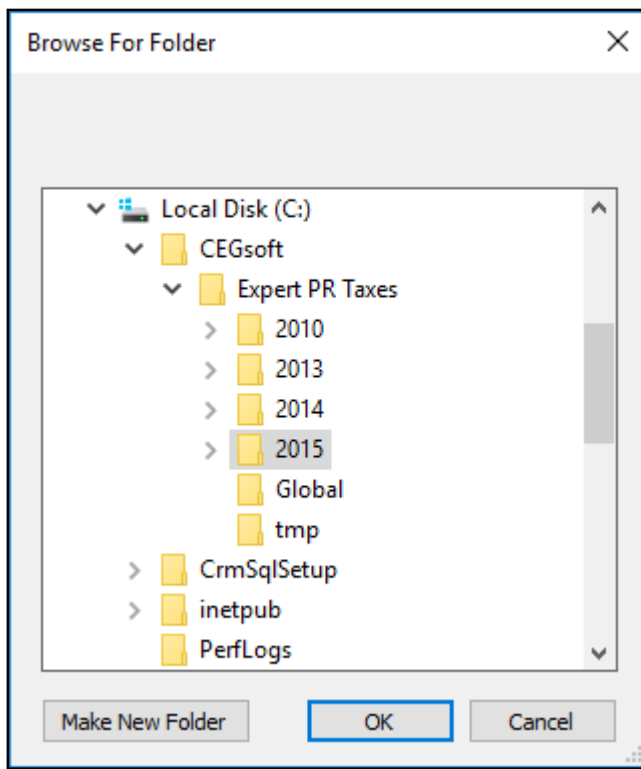 Browse For Folder
Local Disk (C:)
CEGsoft
Expert PR Taxes
2010
2013
2014
2015
Global
tmp
CrmSqlSetup
inetpub
PerfLogs
Make New Folder OK Cancel